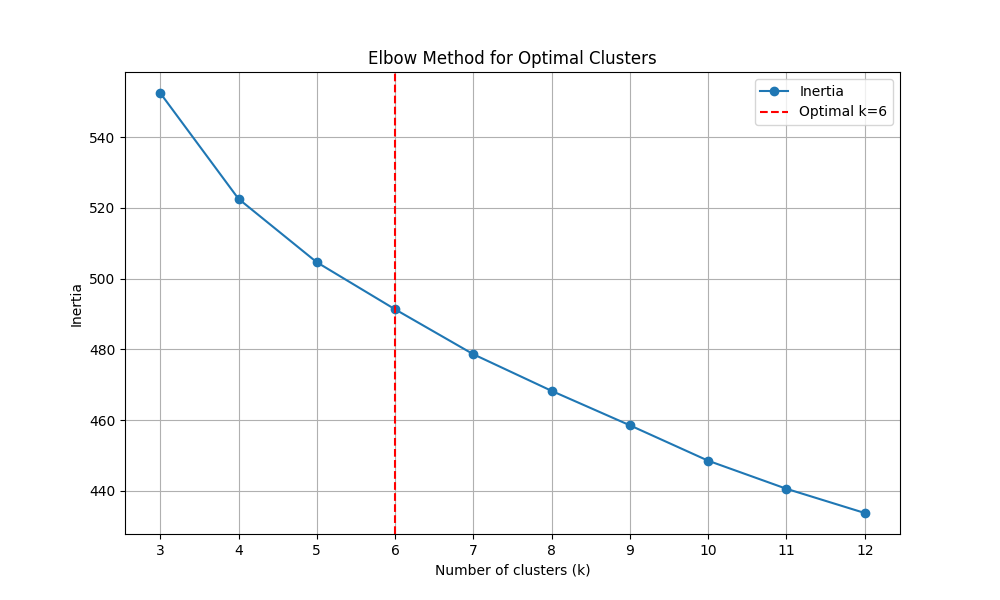 Elbow Method for Optimal Clusters
Inertia
Optimal k=6
540
520
500
480
460
440
Inertia
3 4 5 6 7 8 9 10 11 12
Number of clusters (k)